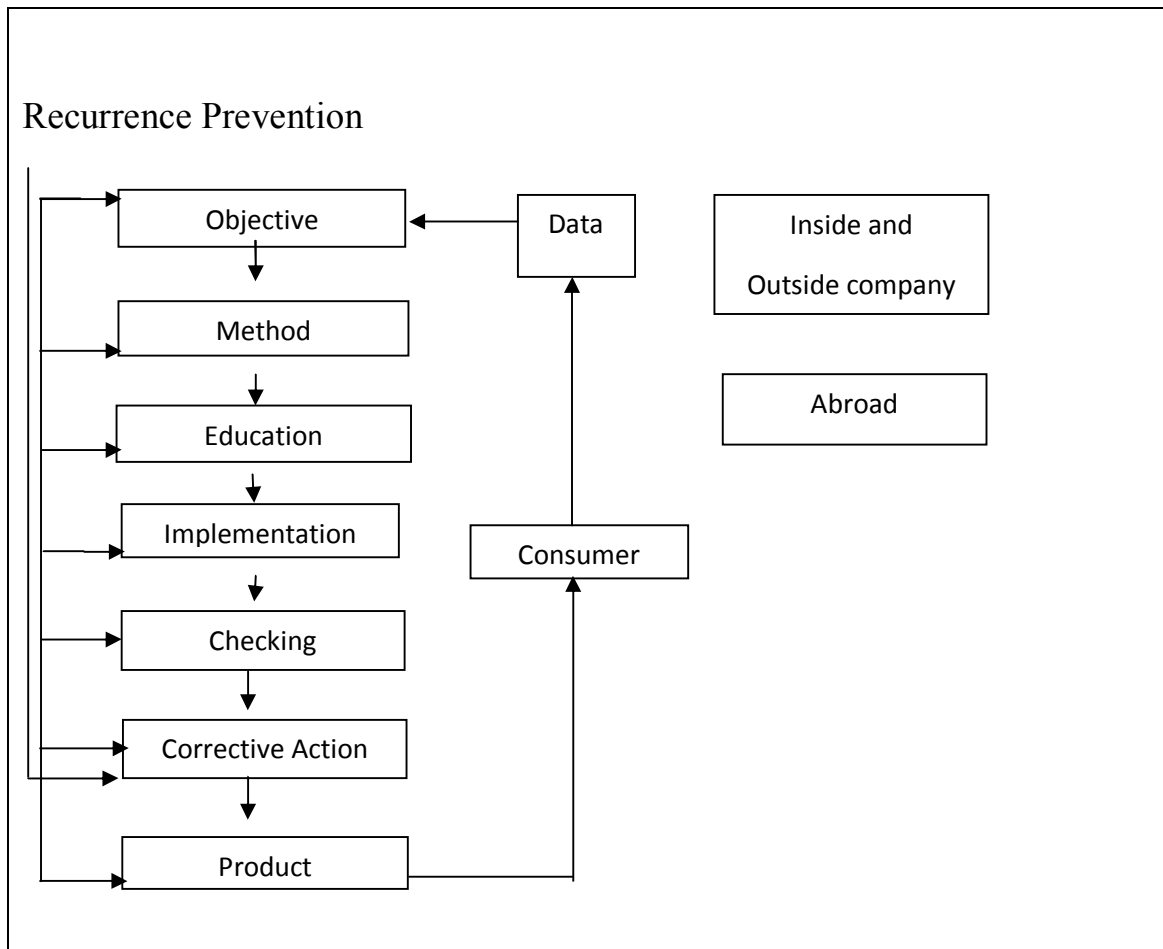 Recurrence Prevention
Objective
Data
Inside and
Outside company
Method
Abroad
Education
Implementation
Consumer
Checking
Corrective Action
Product